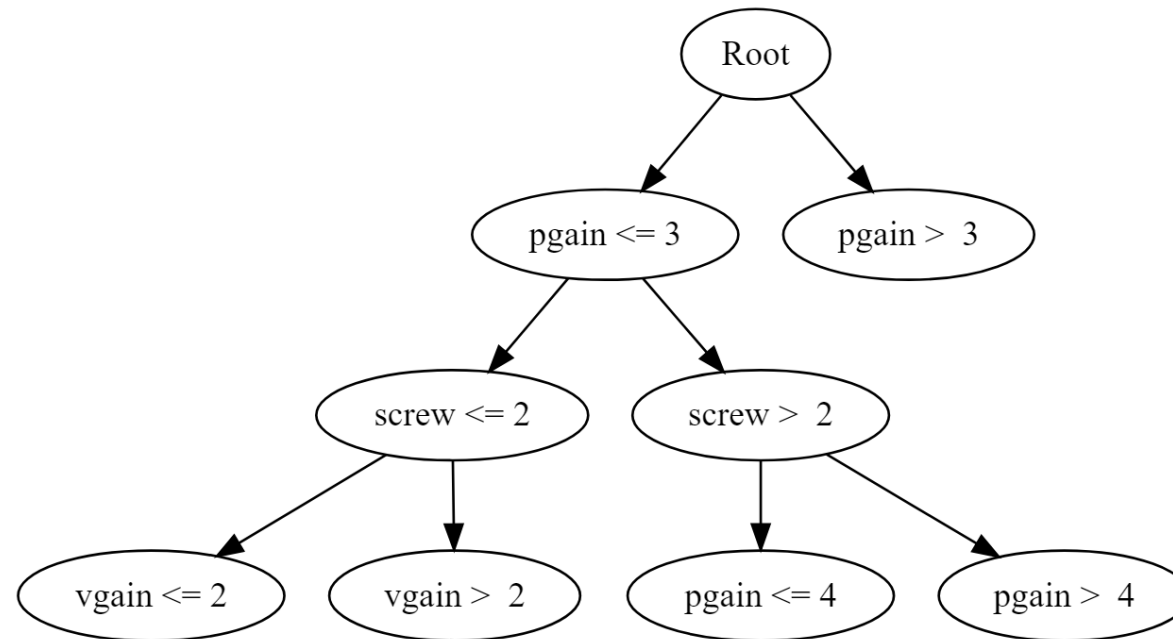 Root
pgain <= 3
pgain >  3
screw <= 2
screw >  2
vgain <= 2
vgain >  2
pgain <= 4
pgain >  4